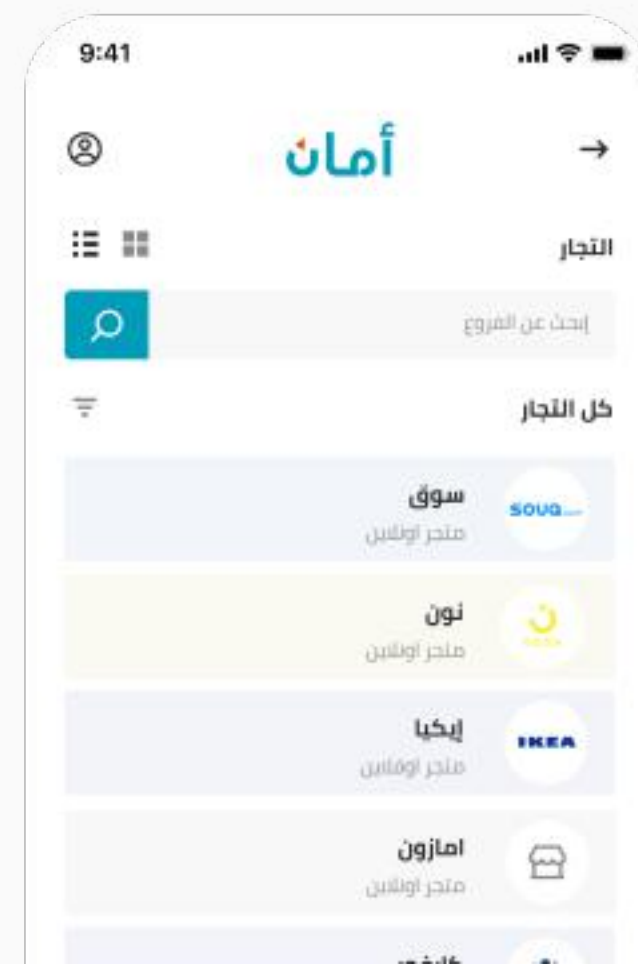 9:41
أمان
التجار
إبحث عن الفروع
كل التجار
سوق
متجر اونلاين
SOUQ
نون
متجر اونلاين
إيكيا
متجر اوفلاين
IKEA
امازون
متجر اونلاين